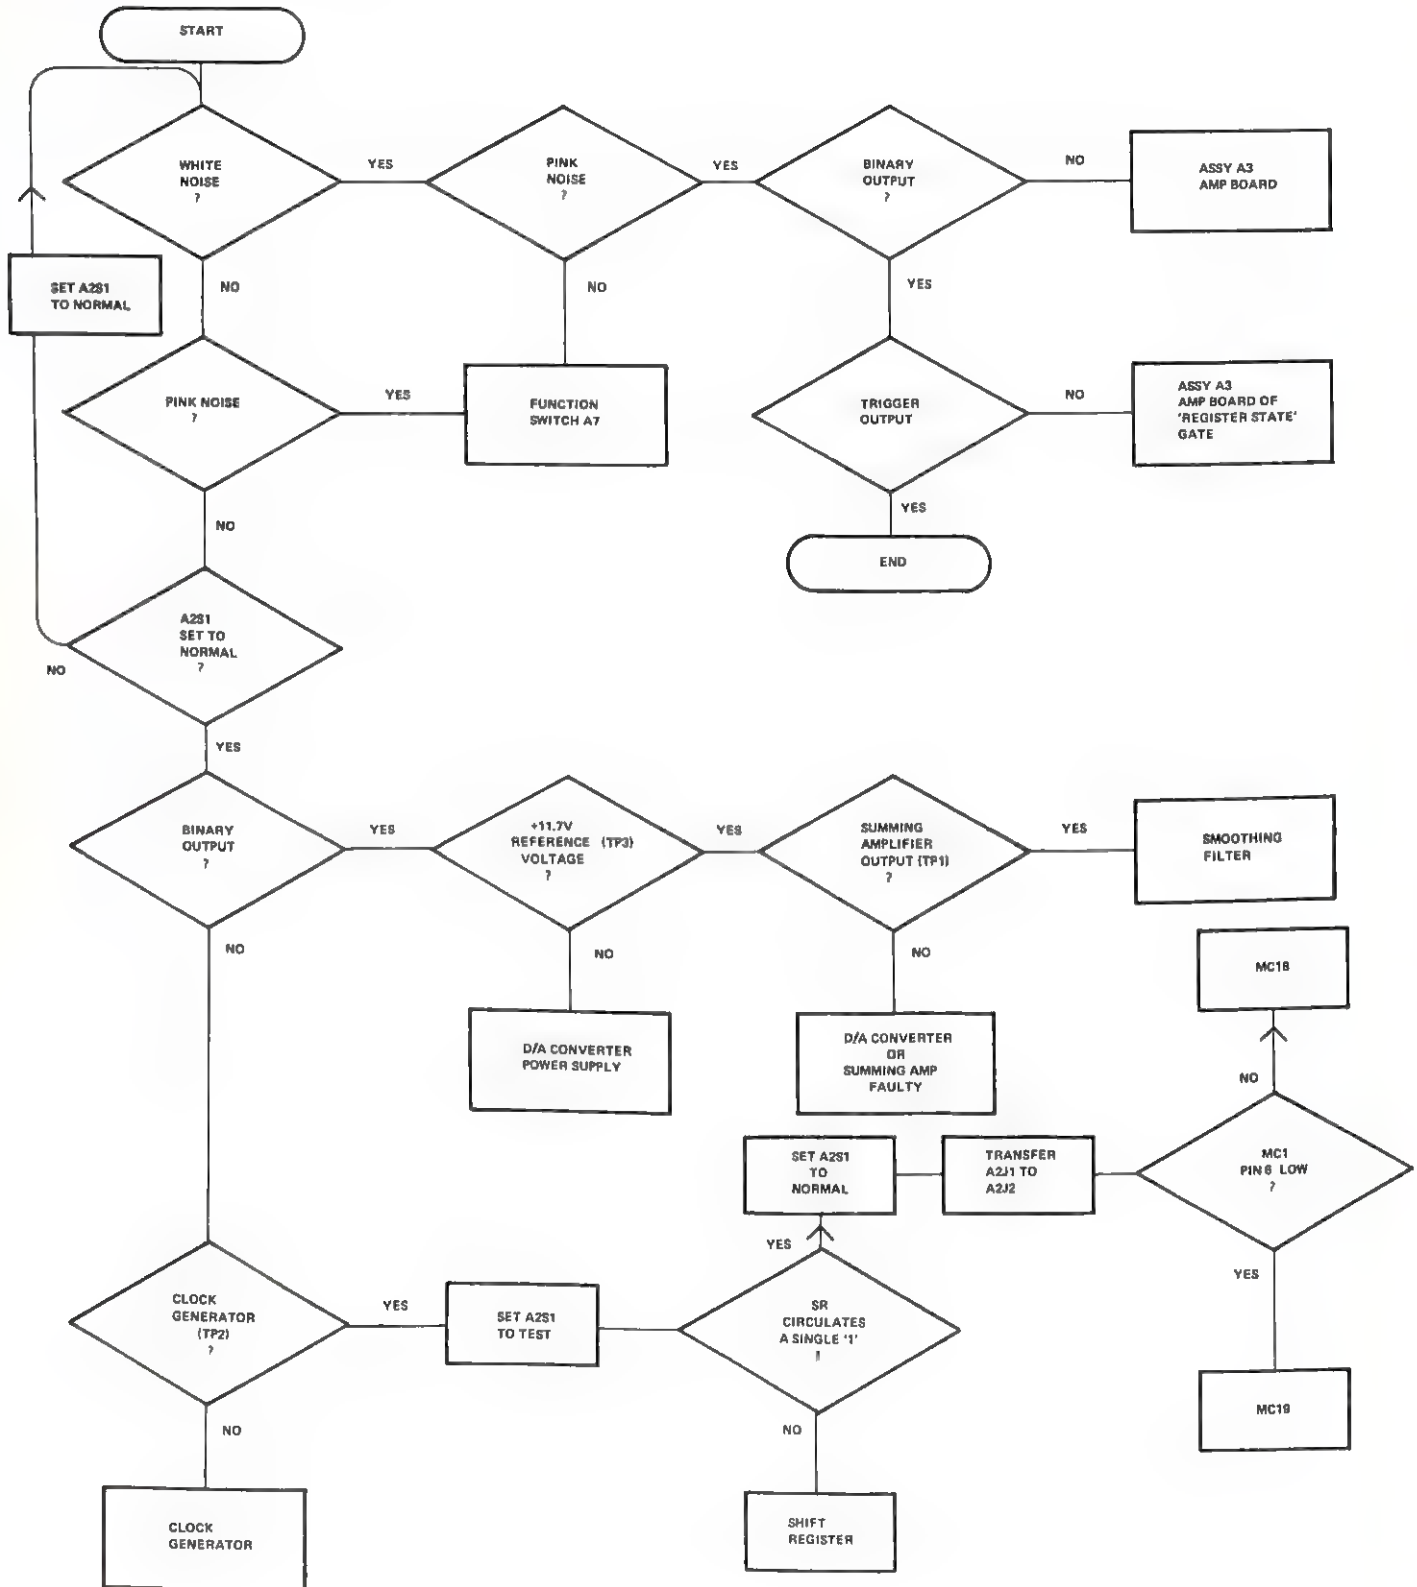 START
WHITE
NOISE
?
YES
PINK
NOISE
?
YES
BINARY
OUTPUT
?
NO
ASSY A3
AMP BOARD
SET A2S1
TO NORMAL
NO
NO
YES
PINK NOISE
?
YES
FUNCTION
SWITCH A7
TRIGGER
OUTPUT
NO
ASSY A3
AMP BOARD OF
'REGISTER STATE'
GATE
NO
YES
END
A2S1
SET TO
NORMAL
?
NO
YES
BINARY
OUTPUT
?
YES
+11.7V
REFERENCE (TP3)
VOLTAGE
?
YES
SUMMING
AMPLIFIER
OUTPUT (TP1)
?
YES
SMOOTHING
FILTER
NO
NO
NO
D/A CONVERTER
POWER SUPPLY
D/A CONVERTER
OR
SUMMING AMP
FAULTY
MC18
NO
SET A2S1
TO
NORMAL
TRANSFER
A2J1 TO
A2J2
MC1
PIN 6 LOW
?
YES
YES
CLOCK
GENERATOR
(TP2)
?
YES
SET A2S1
TO TEST
SR
CIRCULATES
A SINGLE '1'
NO
NO
MC19
CLOCK
GENERATOR
SHIFT
REGISTER